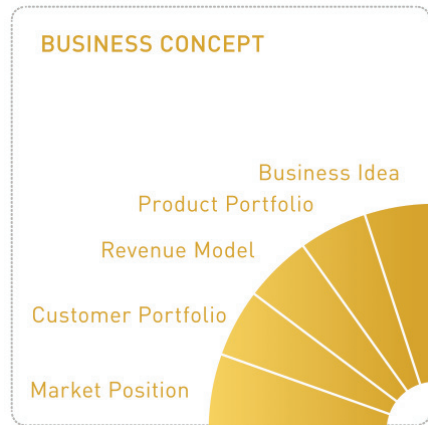 BUSINESS CONCEPT
Business Idea
Product Portfolio
Revenue Model
Customer Portfolio
Market Position